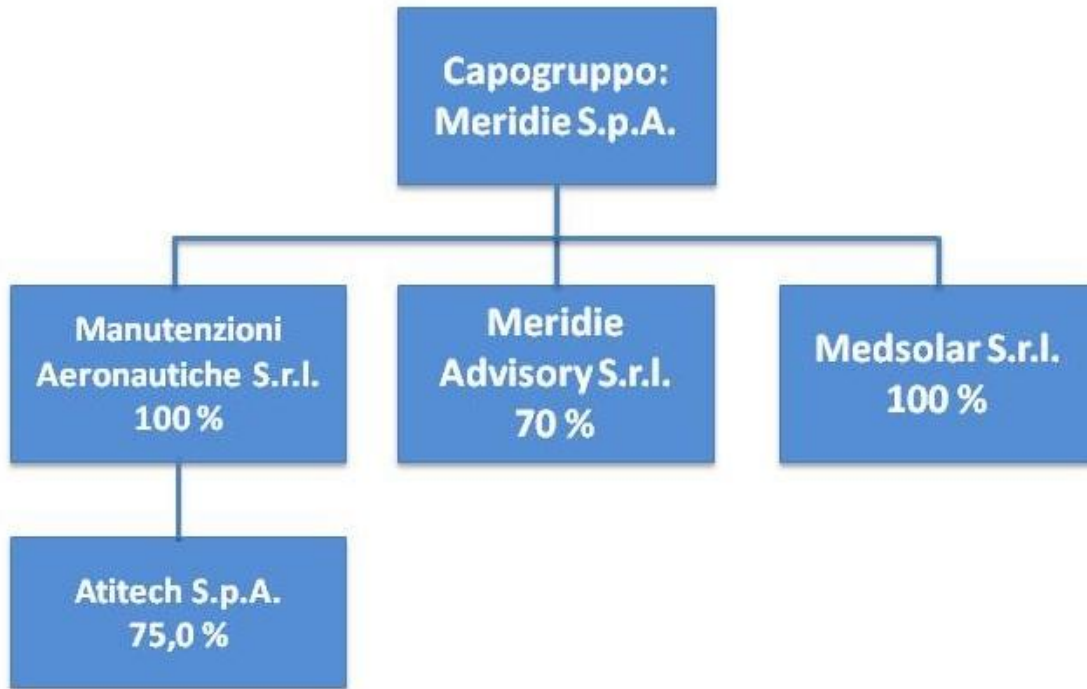 Capogruppo:
Meridie S.p.A.
Manutenzioni
Aeronautiche S.r.l.
100 %
Meridie
Advisory S.r.l.
70 %
Medsolar S.r.l.
100 %
Atitech S.p.A.
75,0 %